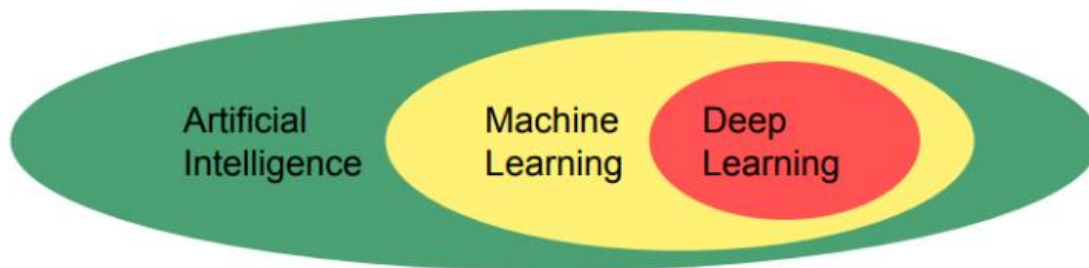 Artificial
Intelligence
Machine
Learning
Deep
Learning